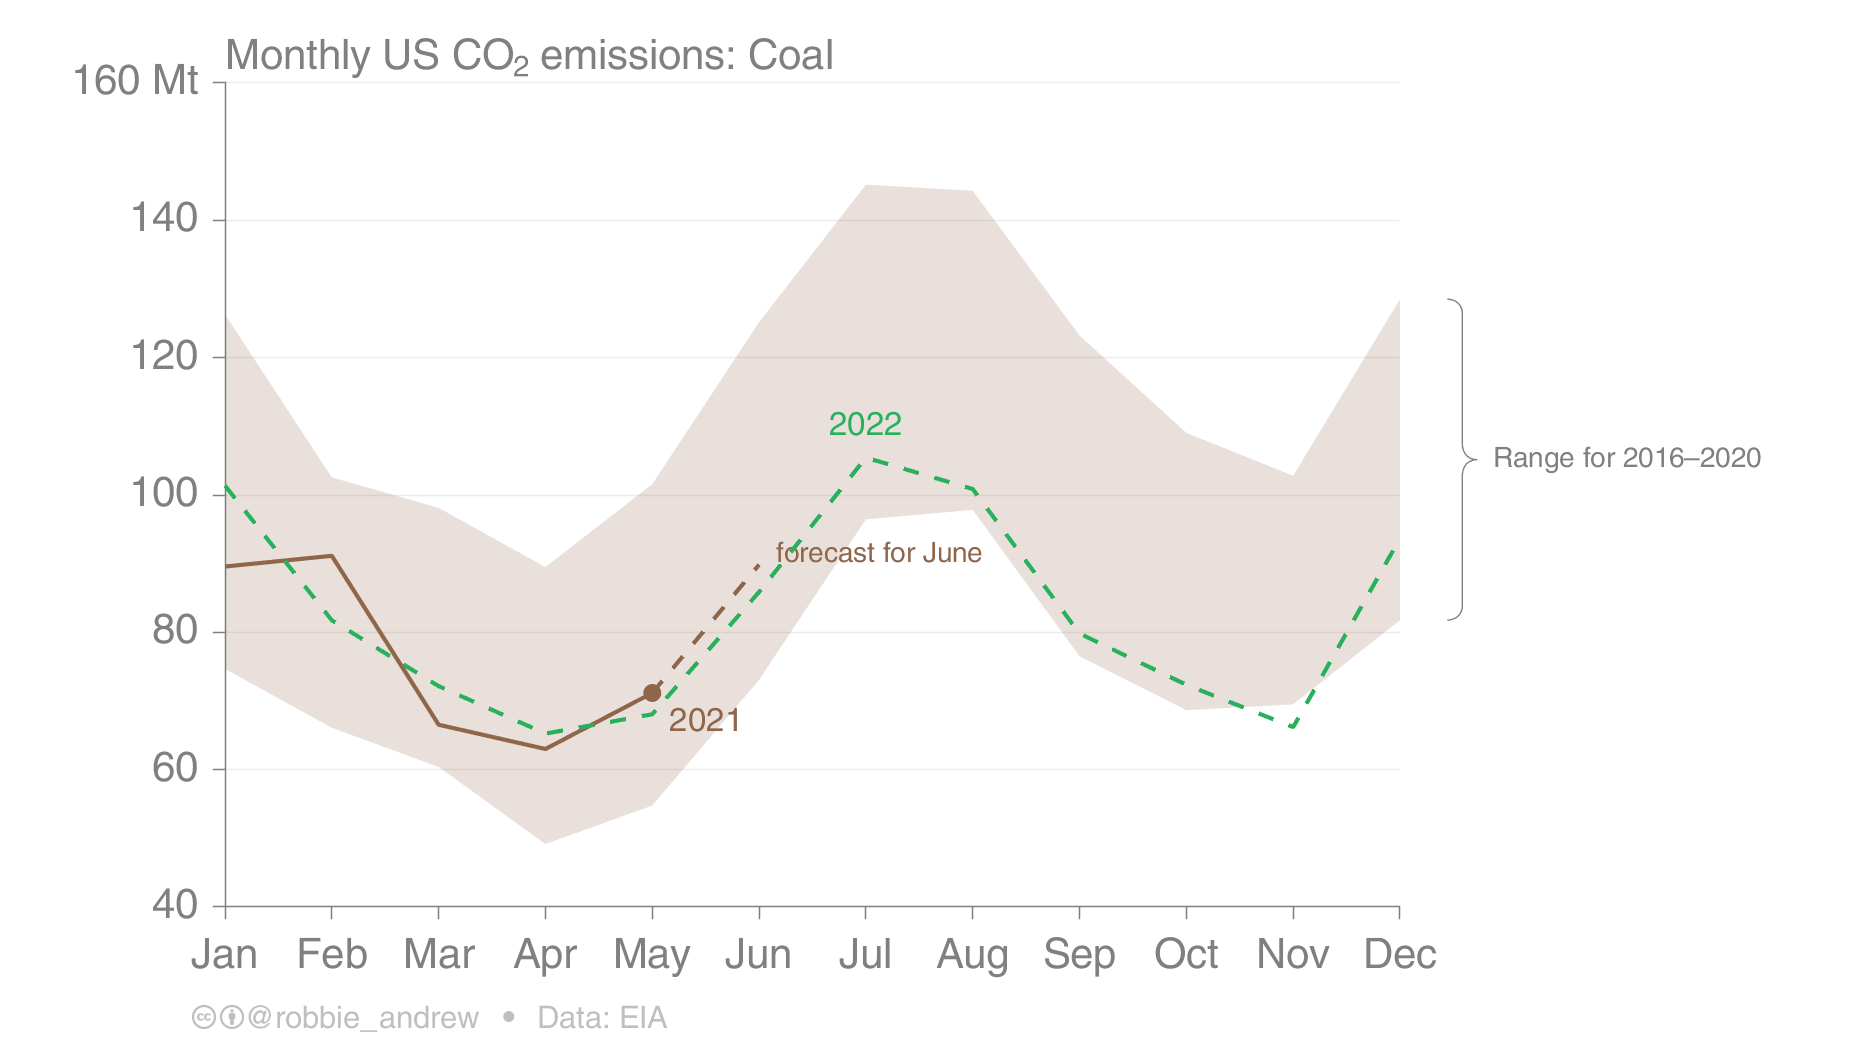 Monthly US CO₂ emissions: Coal
160 Mt
140
120
100
80
60
40
2022
forecast for June
2021
Range for 2016–2020
Jan Feb Mar Apr May Jun Jul Aug Sep Oct Nov Dec
@robbie_andrew • Data: EIA